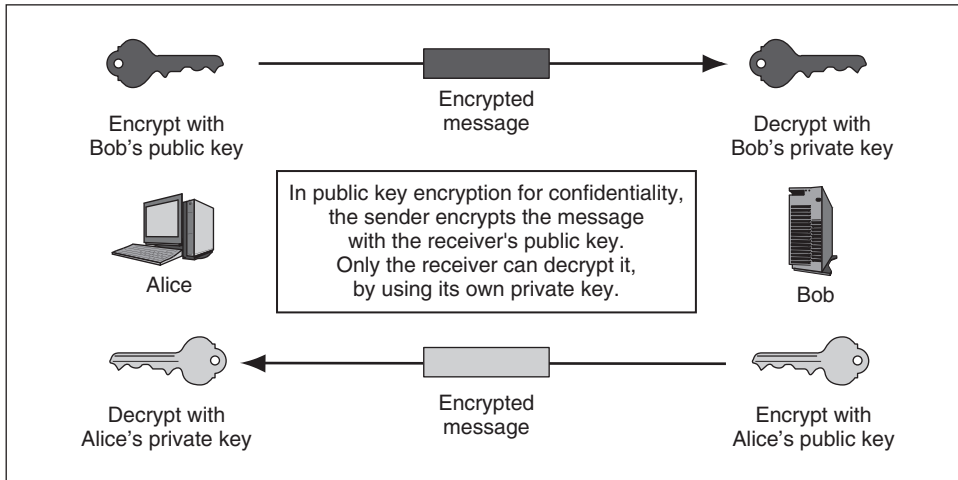 Encrypted
message
Encrypt with
Bob's public key
Decrypt with
Bob's private key
In public key encryption for confidentiality,
the sender encrypts the message
with the receiver's public key.
Only the receiver can decrypt it,
by using its own private key.
Alice
Bob
Decrypt with
Alice's private key
Encrypted
message
Encrypt with
Alice's public key